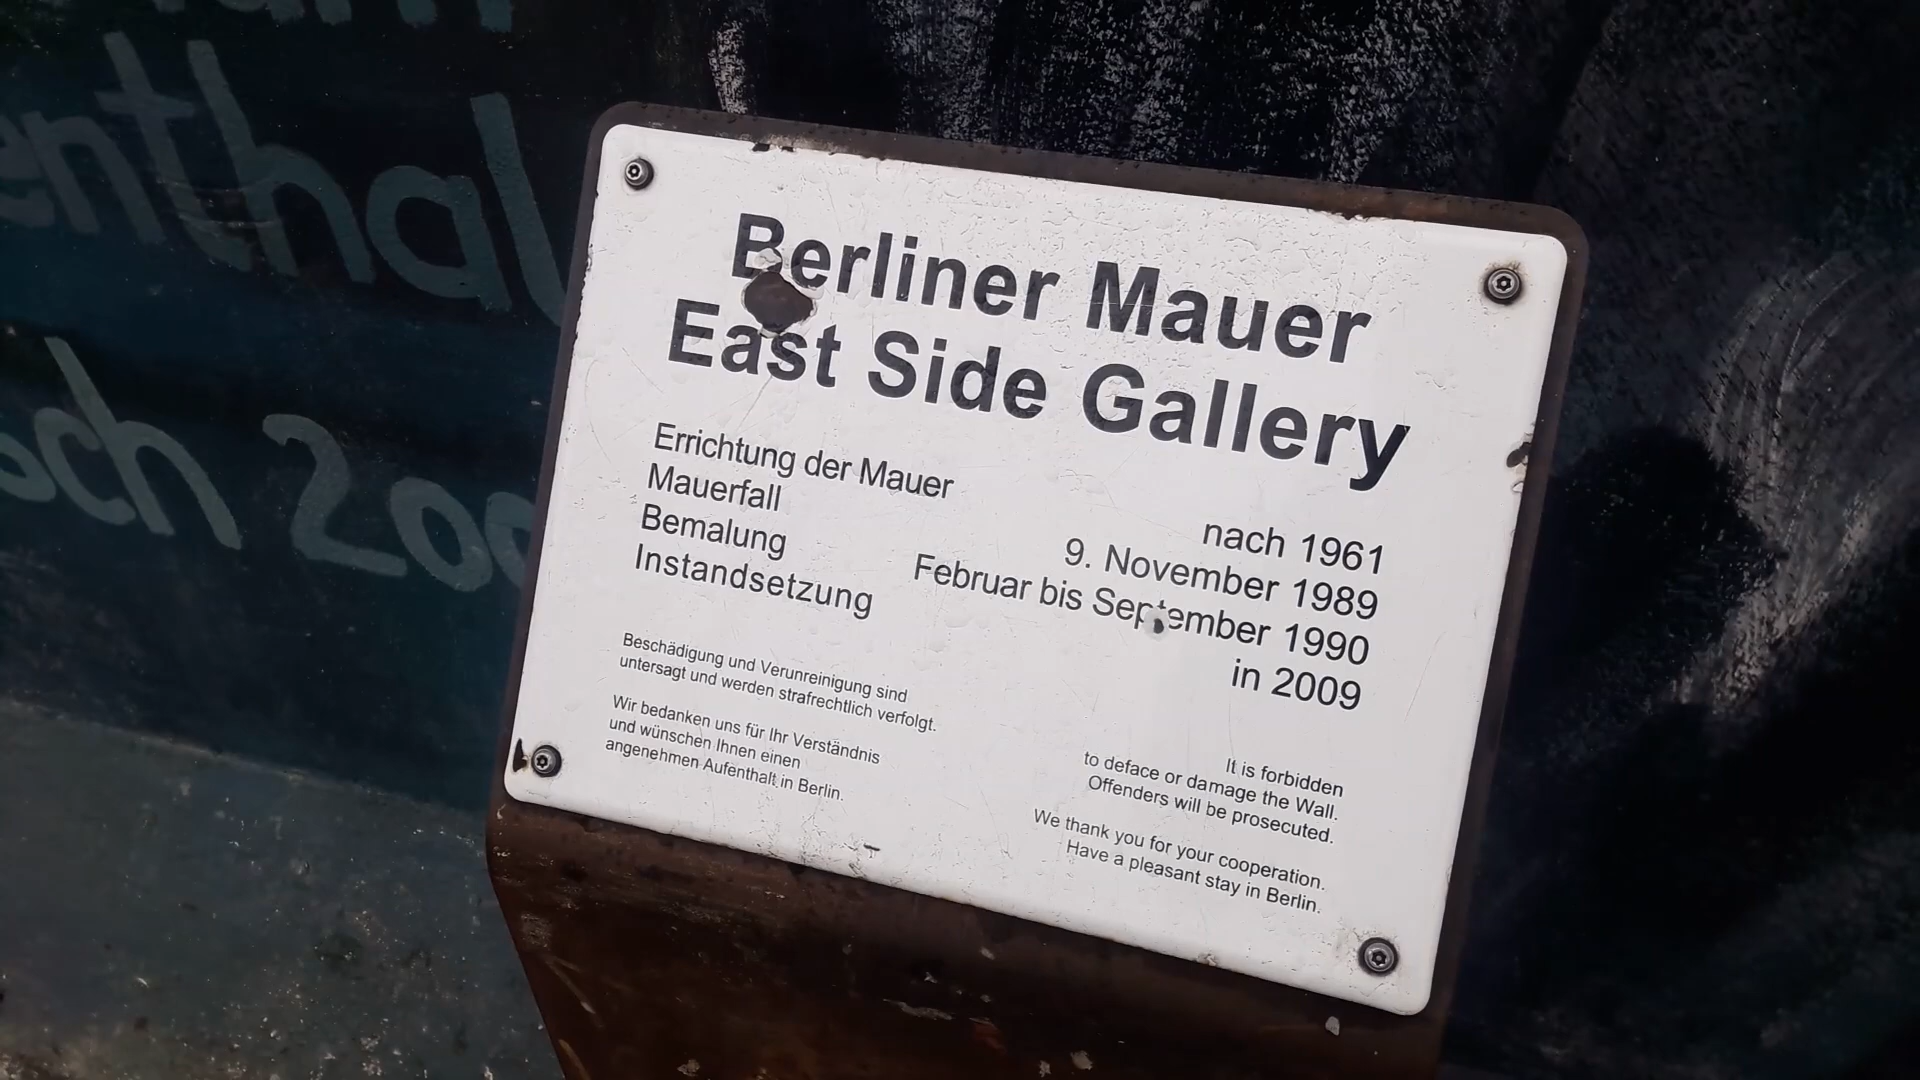 Berliner Mauer
East Side Gallery
Errichtung der Mauer nach 1961
Mauerfall 9. November 1989
Bemalung Februar bis September 1990
Instandsetzung in 2009
Beschädigung und Verunreinigung sind
untersagt und werden strafrechtlich verfolgt.
Wir bedanken uns für Ihr Verständnis
und wünschen Ihnen einen
angenehmen Aufenthalt in Berlin.
It is forbidden
to deface or damage the Wall.
Offenders will be prosecuted.
We thank you for your cooperation.
Have a pleasant stay in Berlin.